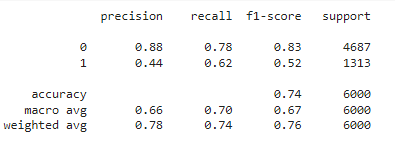 precision recall f1-score support
0 0.88 0.78 0.83 4687
1 0.44 0.62 0.52 1313
accuracy 0.74 6000
macro avg 0.66 0.70 0.67 6000
weighted avg 0.78 0.74 0.76 6000